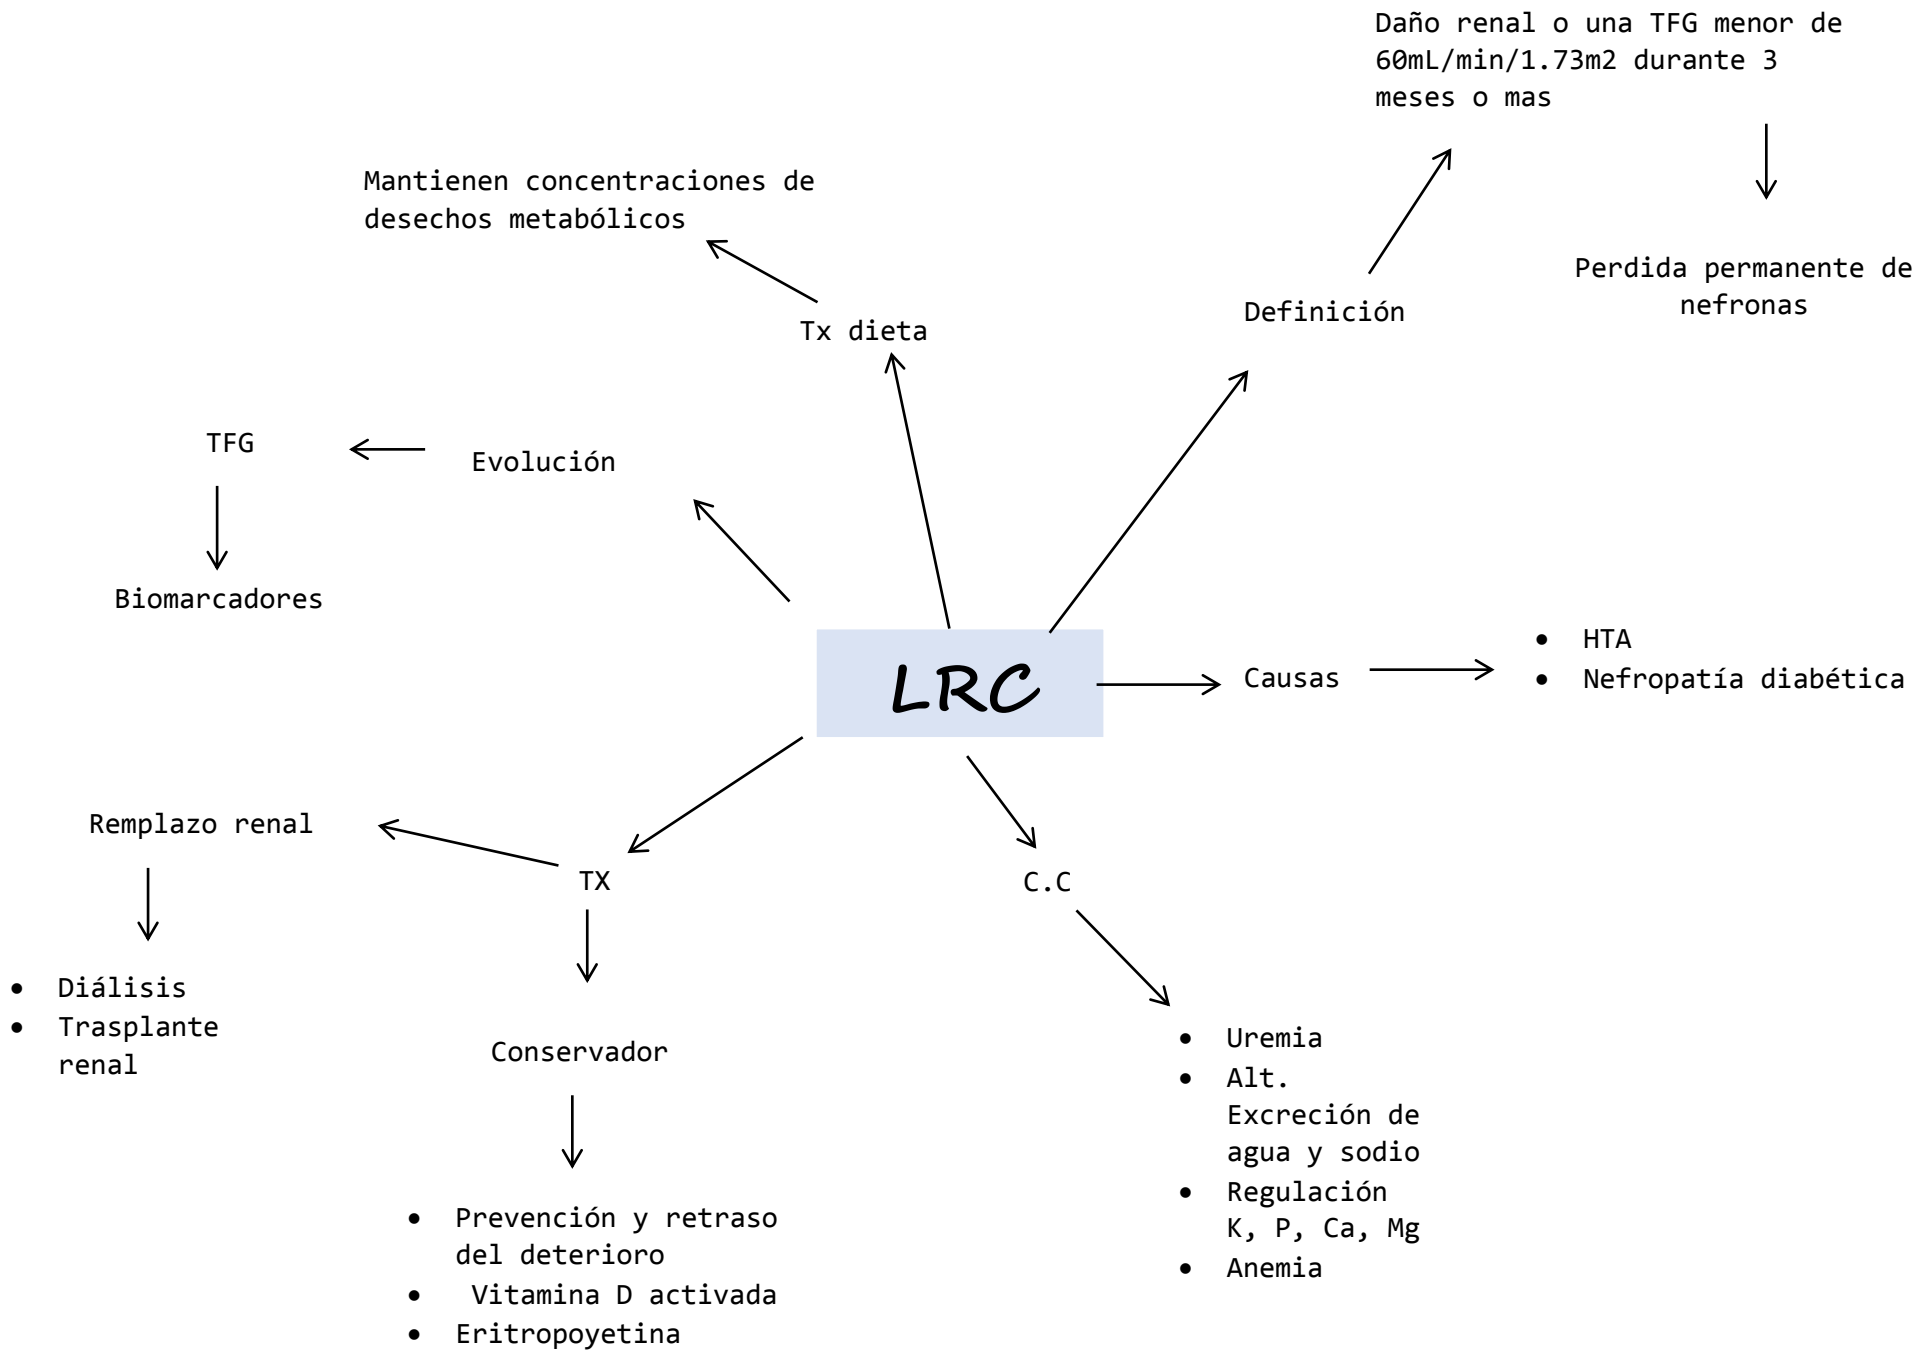 Daño renal o una TFG menor de
60mL/min/1.73m2 durante 3
meses o mas
Mantienen concentraciones de
desechos metabólicos
Perdida permanente de
nefronas
Definición
Tx dieta
TFG
Evolución
Biomarcadores
LRC
Causas
• HTA
• Nefropatía diabética
Remplazo renal
TX
C.C
• Diálisis
• Trasplante
renal
Conservador
• Uremia
• Alt.
Excreción de
agua y sodio
• Regulación
K, P, Ca, Mg
• Anemia
• Prevención y retraso
del deterioro
• Vitamina D activada
• Eritropoyetina